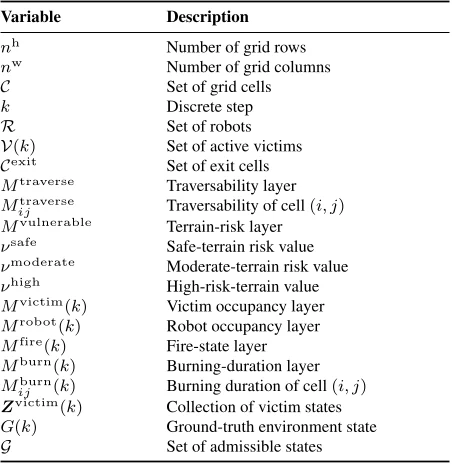 Variable Description
n^h Number of grid rows
n^w Number of grid columns
𝒞 Set of grid cells
k Discrete step
ℛ Set of robots
𝒱(k) Set of active victims
𝒞^exit Set of exit cells
M^traverse Traversability layer
M_ij^traverse Traversability of cell (i, j)
M^vulnerable Terrain-risk layer
ν^safe Safe-terrain risk value
ν^moderate Moderate-terrain risk value
ν^high High-risk-terrain value
M^victim(k) Victim occupancy layer
M^robot(k) Robot occupancy layer
M^fire(k) Fire-state layer
M^burn(k) Burning-duration layer
M_ij^burn(k) Burning duration of cell (i, j)
Z^victim(k) Collection of victim states
G(k) Ground-truth environment state
𝒢 Set of admissible states